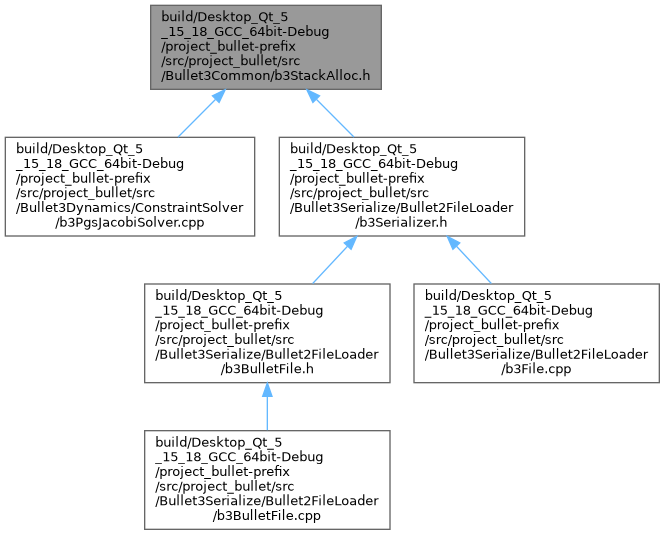 build/Desktop_Qt_5
_15_18_GCC_64bit-Debug
/project_bullet-prefix
/src/project_bullet/src
/Bullet3Common/b3StackAlloc.h
build/Desktop_Qt_5
_15_18_GCC_64bit-Debug
/project_bullet-prefix
/src/project_bullet/src
/Bullet3Dynamics/ConstraintSolver
/b3PgsJacobiSolver.cpp
build/Desktop_Qt_5
_15_18_GCC_64bit-Debug
/project_bullet-prefix
/src/project_bullet/src
/Bullet3Serialize/Bullet2FileLoader
/b3Serializer.h
build/Desktop_Qt_5
_15_18_GCC_64bit-Debug
/project_bullet-prefix
/src/project_bullet/src
/Bullet3Serialize/Bullet2FileLoader
/b3BulletFile.h
build/Desktop_Qt_5
_15_18_GCC_64bit-Debug
/project_bullet-prefix
/src/project_bullet/src
/Bullet3Serialize/Bullet2FileLoader
/b3File.cpp
build/Desktop_Qt_5
_15_18_GCC_64bit-Debug
/project_bullet-prefix
/src/project_bullet/src
/Bullet3Serialize/Bullet2FileLoader
/b3BulletFile.cpp